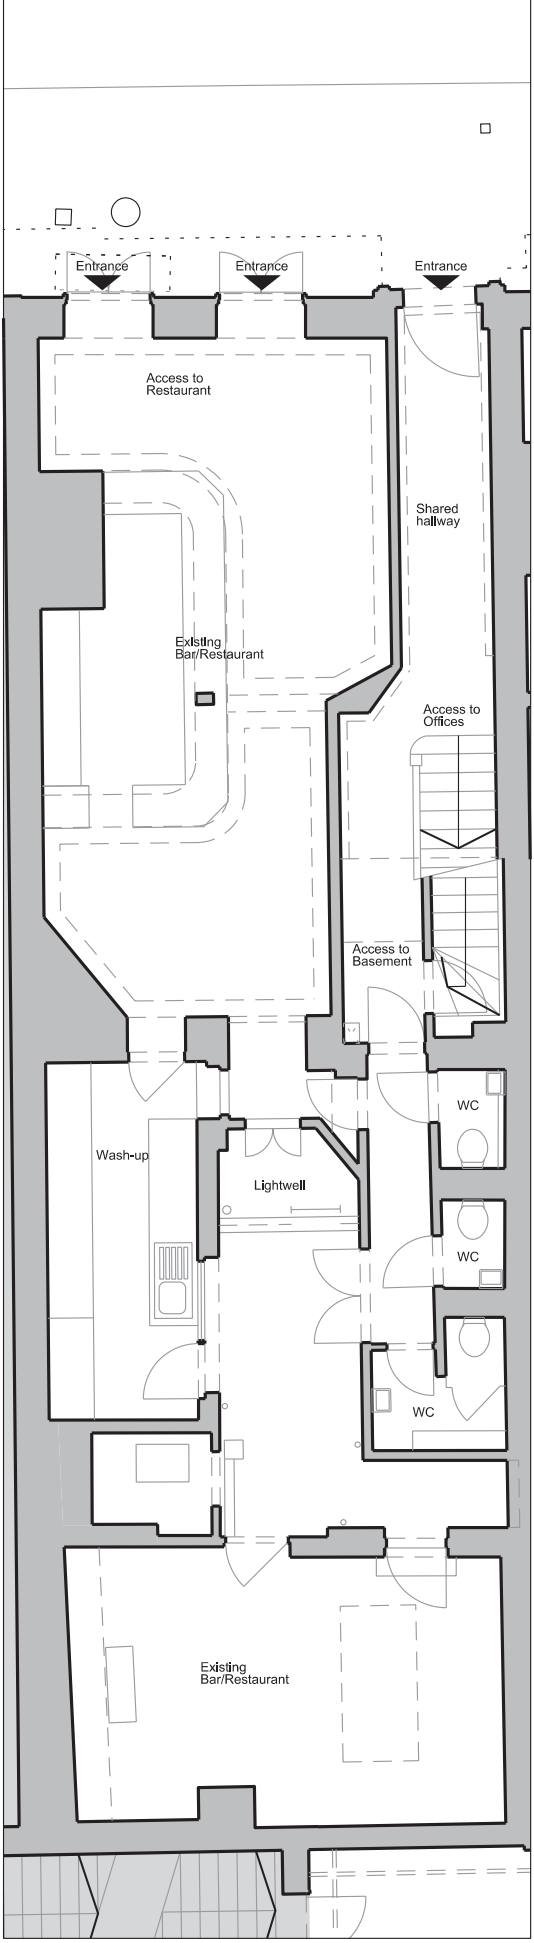 Entrance
Entrance
Entrance
Access to
Restaurant
Shared
hallway
Existing
Bar/Restaurant
Access to
Offices
Access to
Basement
WC
Wash-up
Lightwell
WC
WC
Existing
Bar/Restaurant